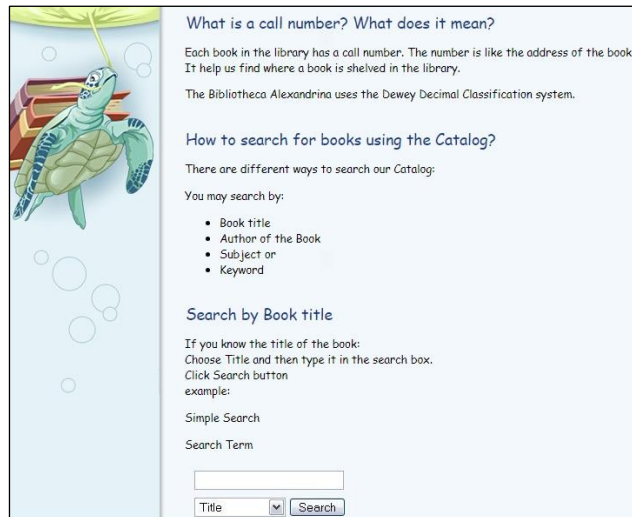 What is a call number? What does it mean?
Each book in the library has a call number. The number is like the address of the book
It help us find where a book is shelved in the library.
The Bibliotheca Alexandrina uses the Dewey Decimal Classification system.
How to search for books using the Catalog?
There are different ways to search our Catalog:
You may search by:
• Book title
• Author of the Book
• Subject or
• Keyword
Search by Book title
If you know the title of the book:
Choose Title and then type it in the search box.
Click Search button
example:
Simple Search
Search Term
Title Search